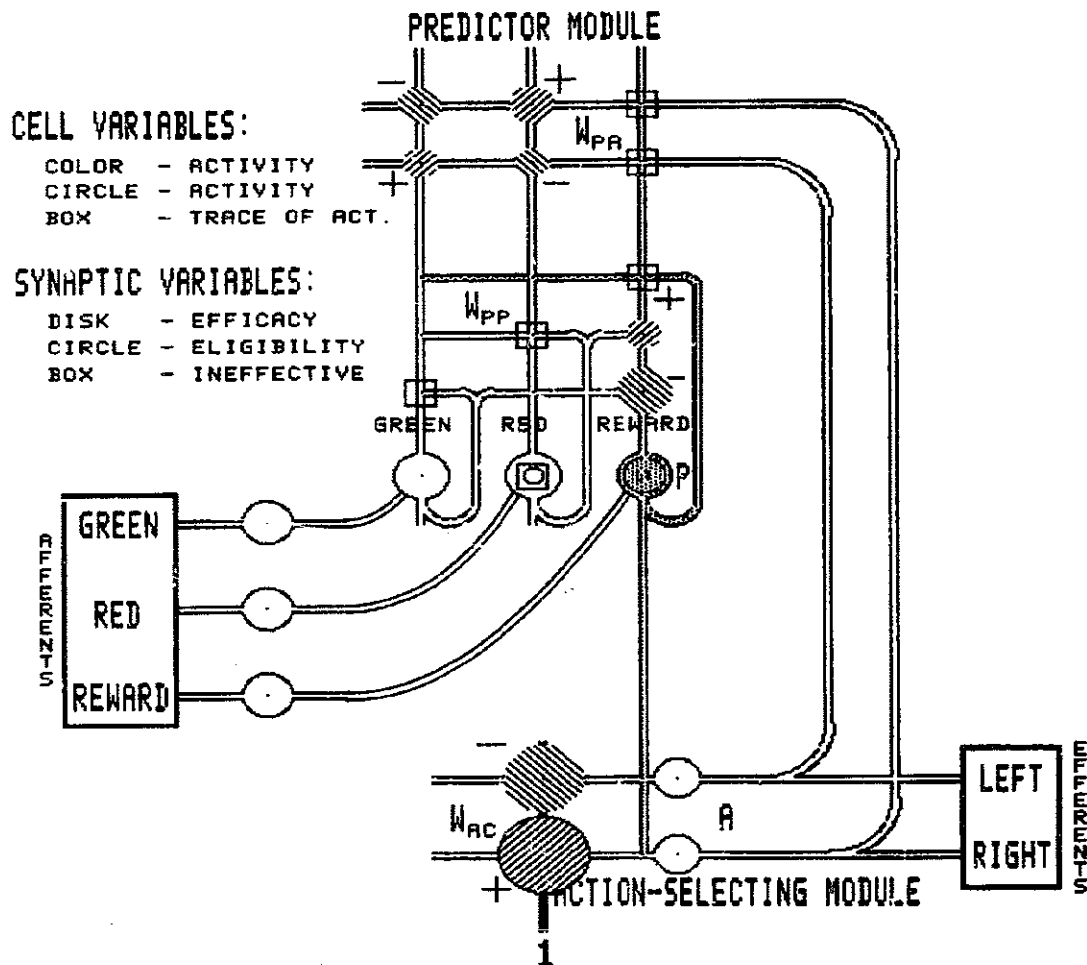 PREDICTOR MODULE
- +
CELL VARIABLES:
COLOR - ACTIVITY
CIRCLE - ACTIVITY
BOX - TRACE OF ACT.
W_PA
+ -
SYNAPTIC VARIABLES:
DISK - EFFICACY
CIRCLE - ELIGIBILITY
BOX - INEFFECTIVE
+
W_PP
-
GREEN RED REWARD
P
AFFERENTS
GREEN
RED
REWARD
-
LEFT
W_AC
A
RIGHT
EFFERENTS
+
ACTION-SELECTING MODULE
1